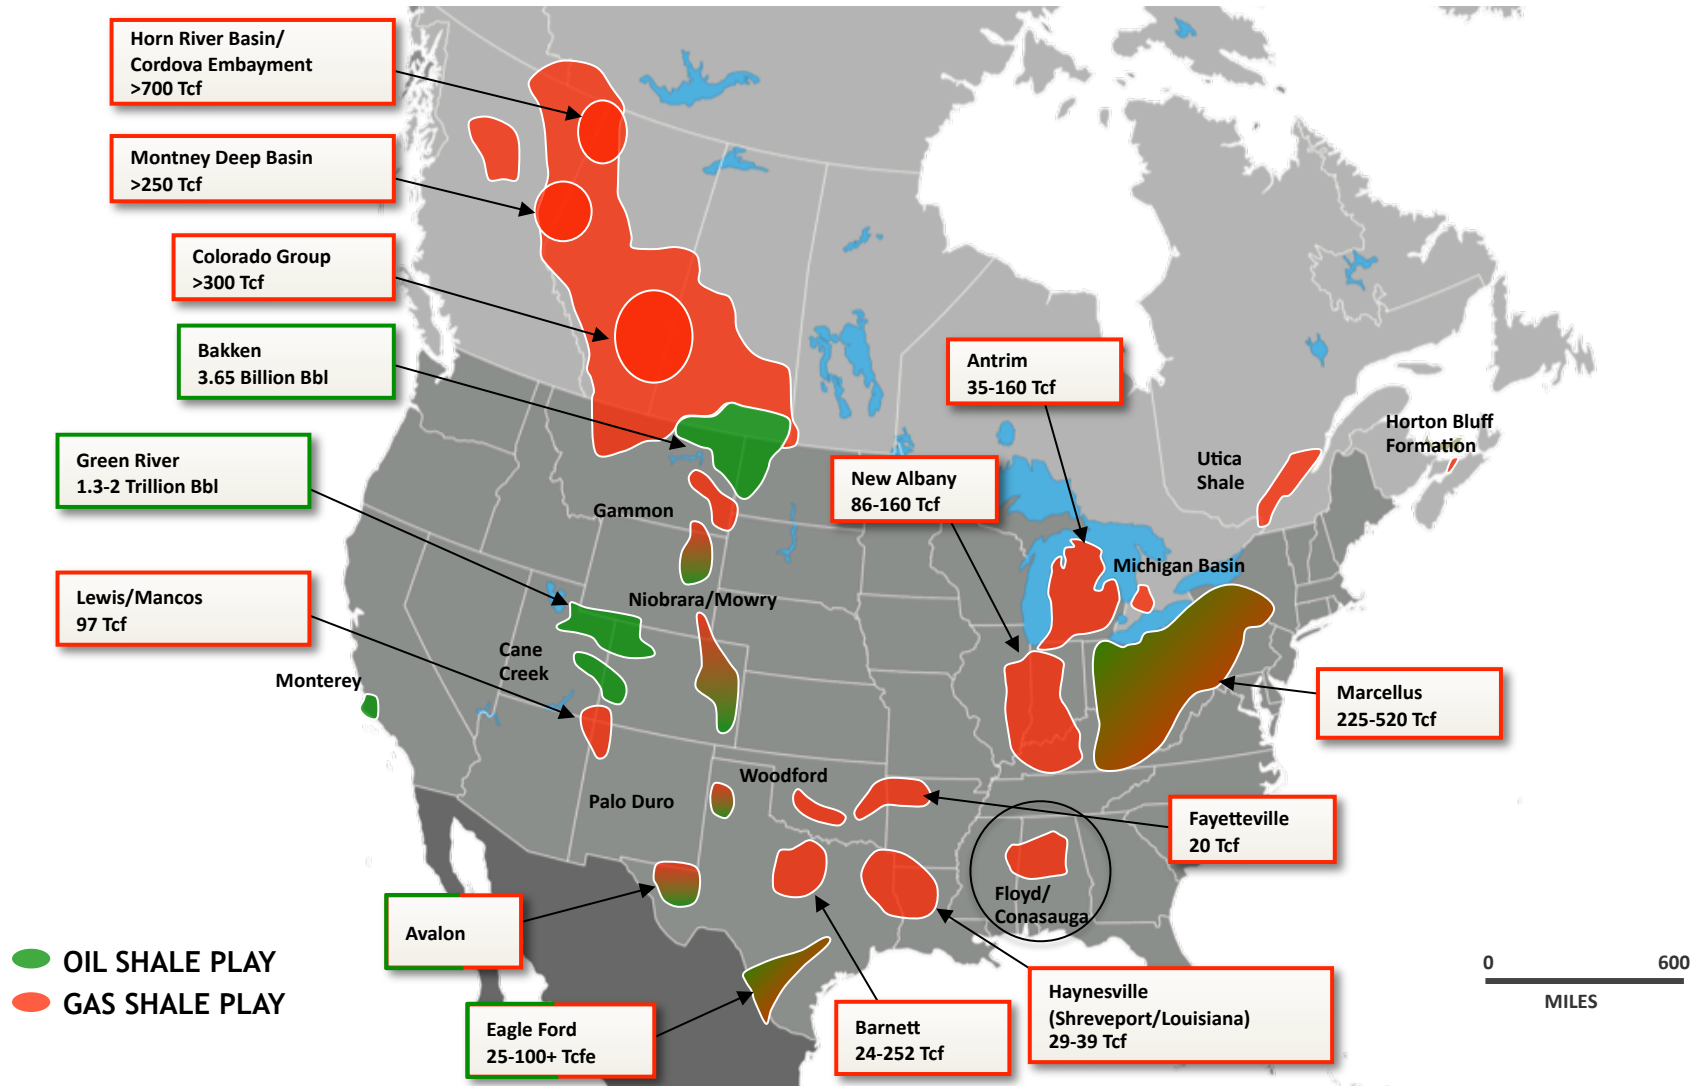 Horn River Basin/
Cordova Embayment
>700 Tcf
Montney Deep Basin
>250 Tcf
Colorado Group
>300 Tcf
Bakken
3.65 Billion Bbl
Antrim
35-160 Tcf
Horton Bluff
Formation
Utica
Shale
Green River
1.3-2 Trillion Bbl
New Albany
86-160 Tcf
Gammon
Michigan Basin
Lewis/Mancos
97 Tcf
Niobrara/Mowry
Cane
Creek
Monterey
Marcellus
225-520 Tcf
Woodford
Palo Duro
Fayetteville
20 Tcf
Floyd/
Conasauga
Avalon
OIL SHALE PLAY
GAS SHALE PLAY
0 600
MILES
Eagle Ford
25-100+ Tcfe
Barnett
24-252 Tcf
Haynesville
(Shreveport/Louisiana)
29-39 Tcf